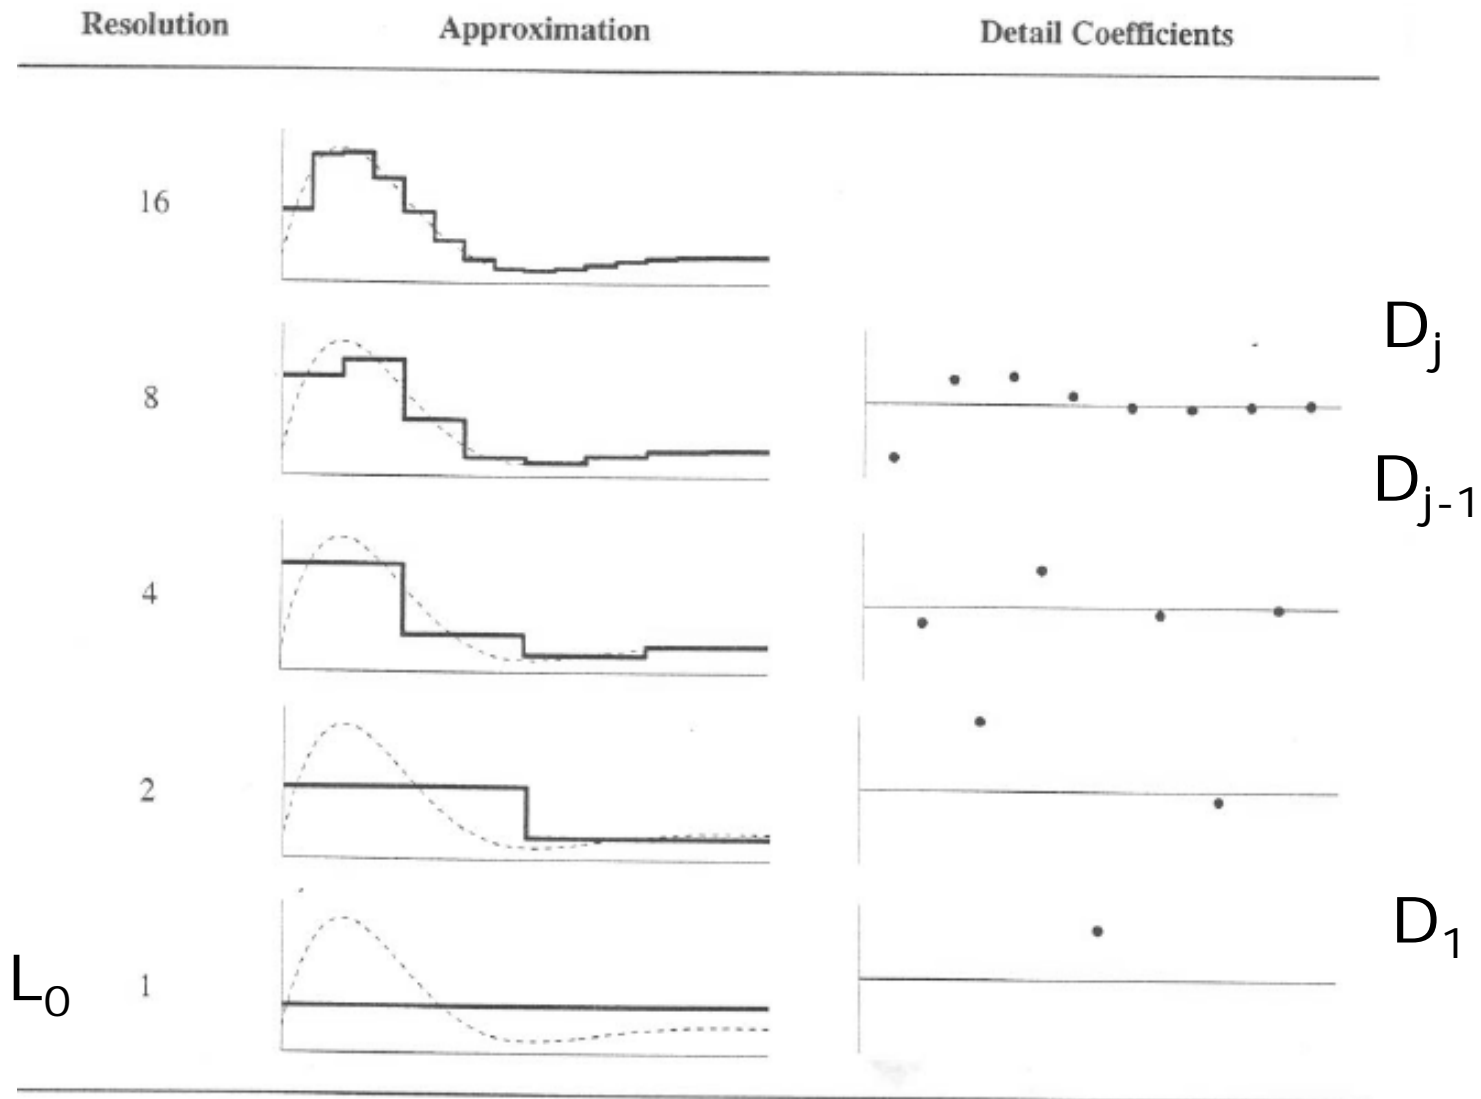 Resolution Approximation Detail Coefficients
16
D_j
8
D_{j-1}
4
2
D_1
L_0 1